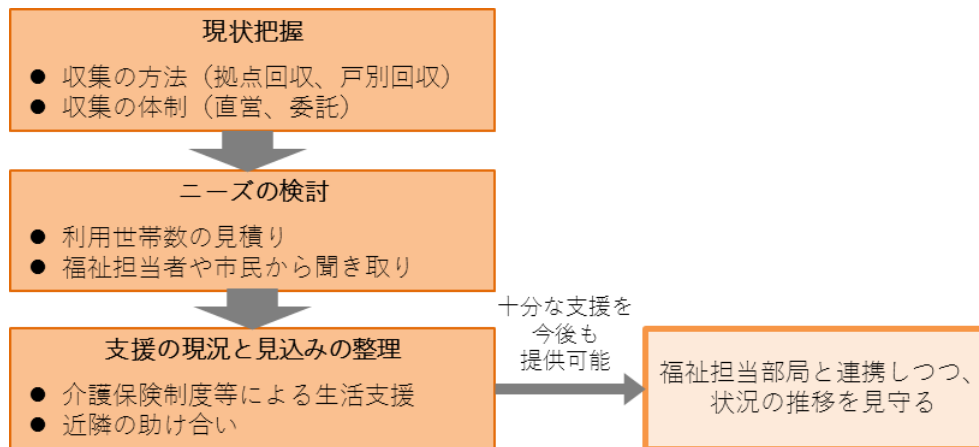 現状把握
● 収集の方法（拠点回収、戸別回収）
● 収集の体制（直営、委託）
ニーズの検討
● 利用世帯数の見積り
● 福祉担当者や市民から聞き取り
支援の現況と見込みの整理
● 介護保険制度等による生活支援
● 近隣の助け合い
十分な支援を
今後も
提供可能
福祉担当部局と連携しつつ、
状況の推移を見守る